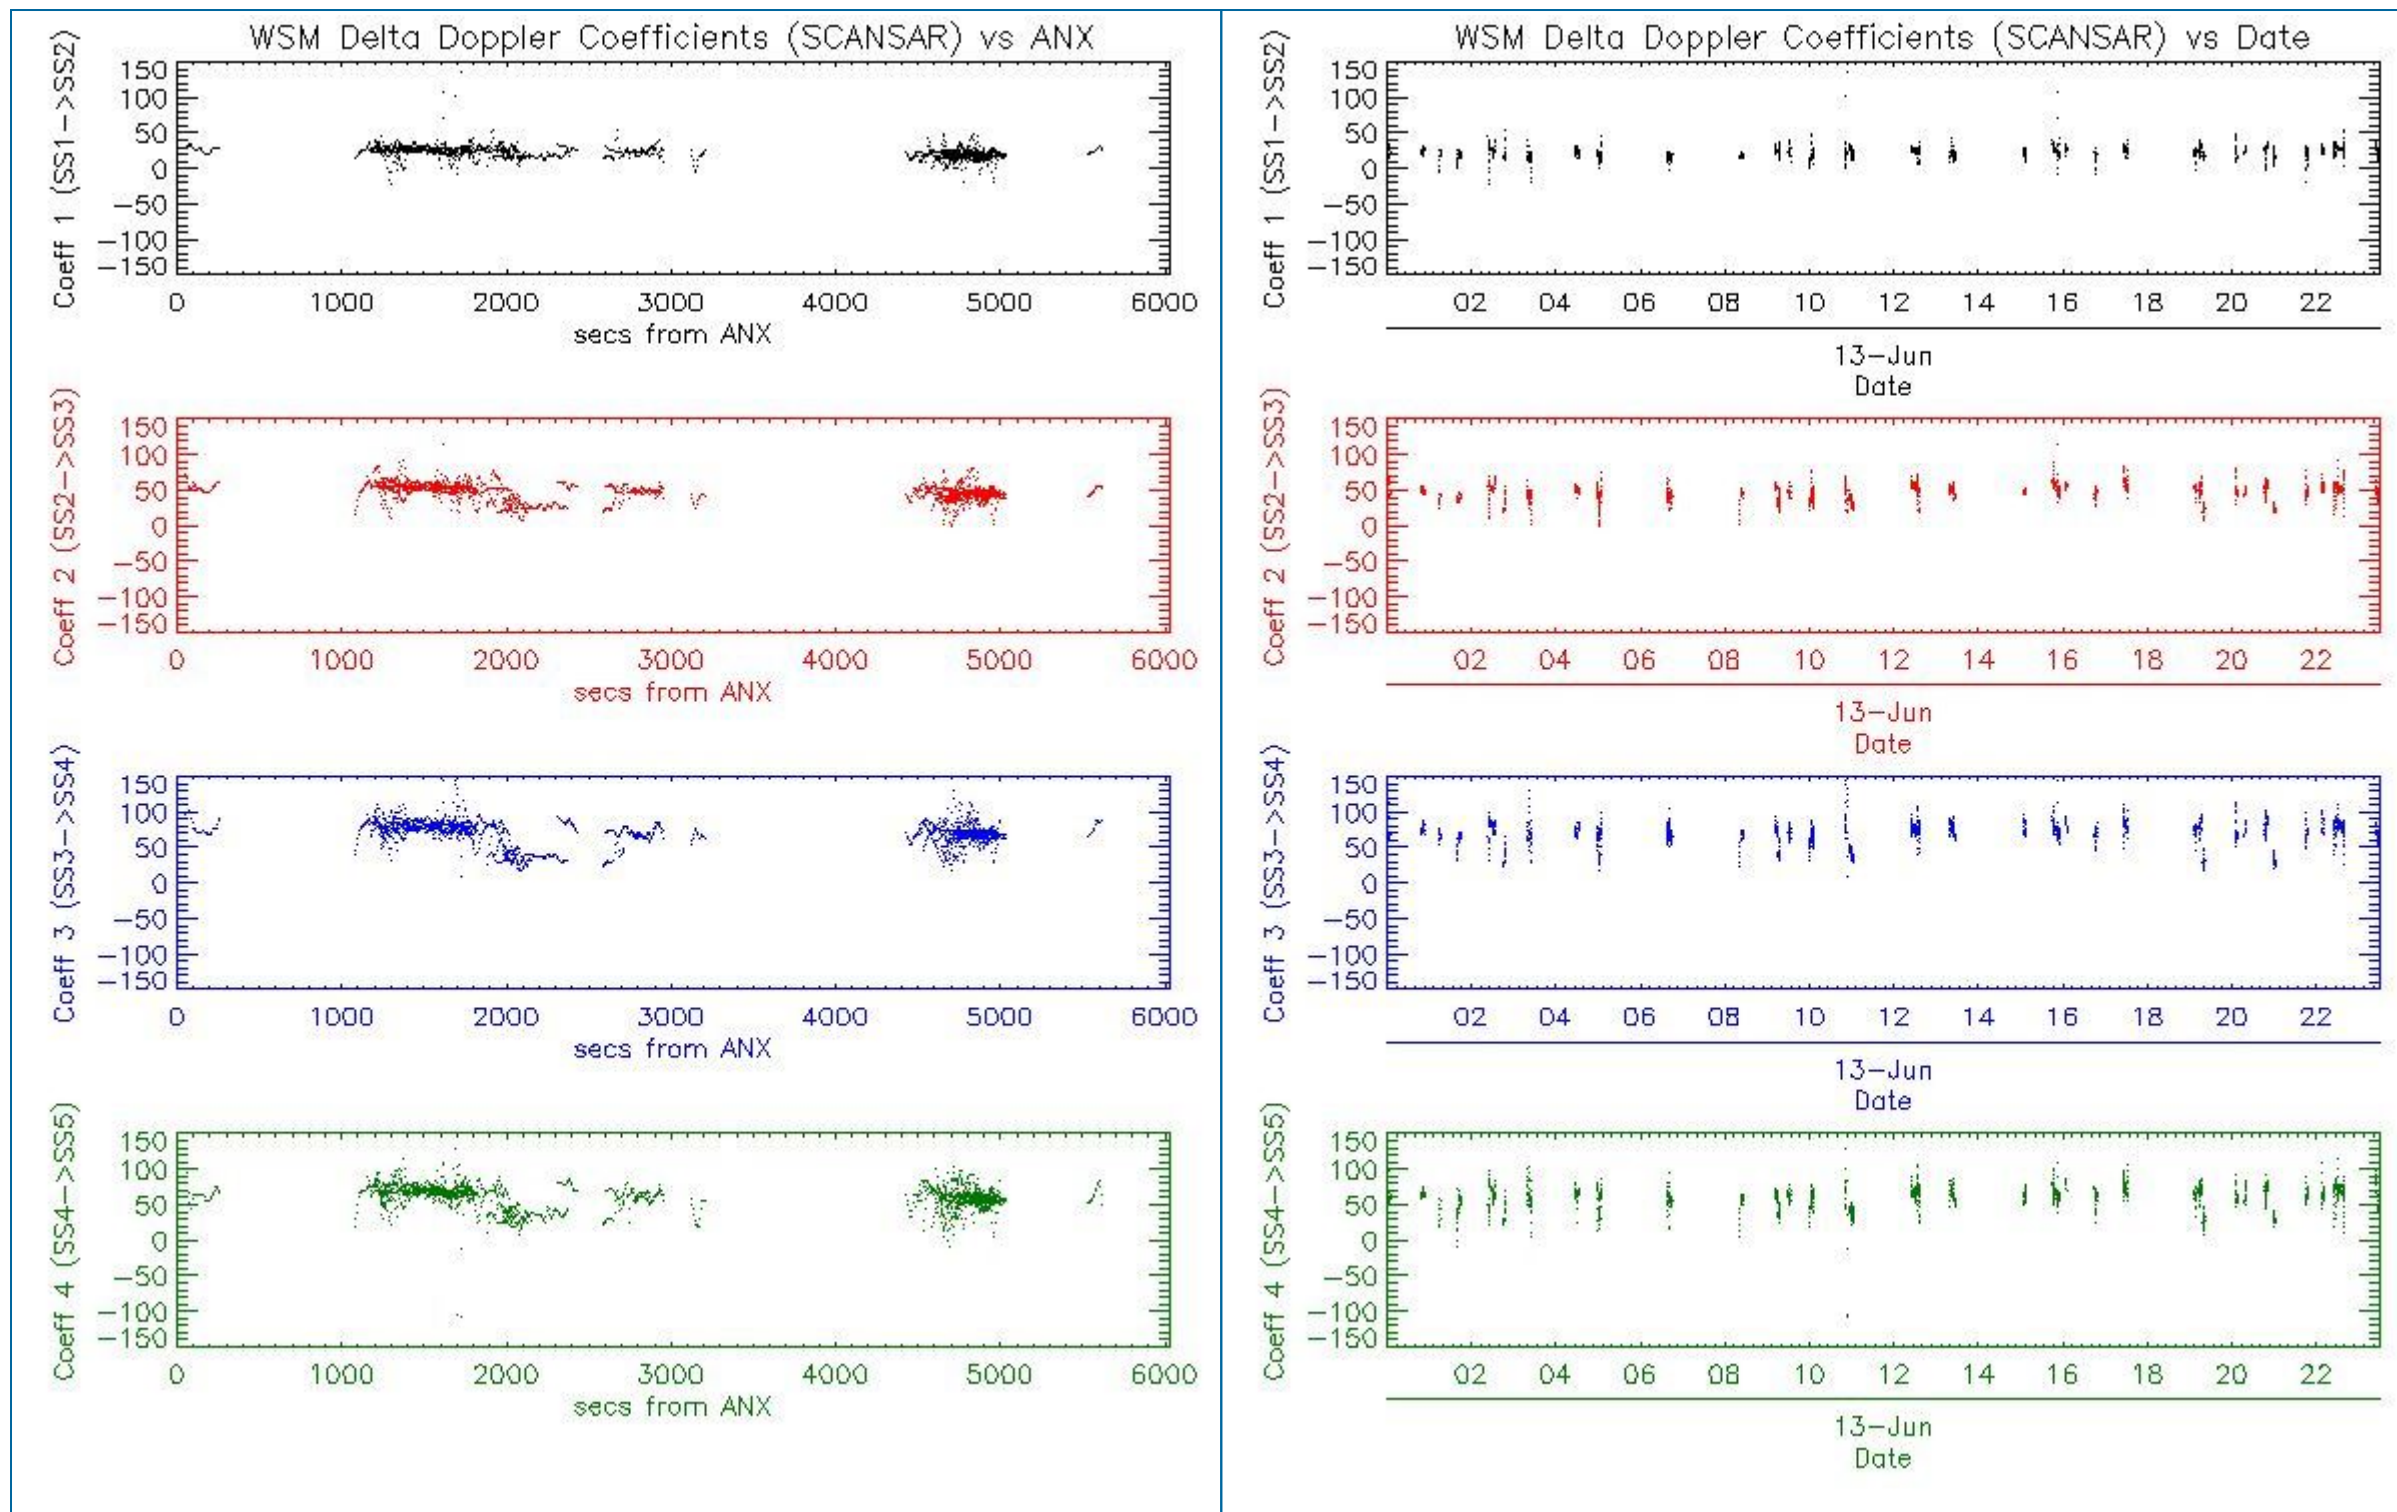 WSM Delta Doppler Coefficients (SCANSAR) vs ANX
Coeff 1 (SS1->SS2)
150
100
50
0
-50
-100
-150
0 1000 2000 3000 4000 5000 6000
secs from ANX
Coeff 2 (SS2->SS3)
150
100
50
0
-50
-100
-150
0 1000 2000 3000 4000 5000 6000
secs from ANX
Coeff 3 (SS3->SS4)
150
100
50
0
-50
-100
-150
0 1000 2000 3000 4000 5000 6000
secs from ANX
Coeff 4 (SS4->SS5)
150
100
50
0
-50
-100
-150
0 1000 2000 3000 4000 5000 6000
secs from ANX
WSM Delta Doppler Coefficients (SCANSAR) vs Date
Coeff 1 (SS1->SS2)
150
100
50
0
-50
-100
-150
02 04 06 08 10 12 14 16 18 20 22
13-Jun
Date
Coeff 2 (SS2->SS3)
150
100
50
0
-50
-100
-150
02 04 06 08 10 12 14 16 18 20 22
13-Jun
Date
Coeff 3 (SS3->SS4)
150
100
50
0
-50
-100
-150
02 04 06 08 10 12 14 16 18 20 22
13-Jun
Date
Coeff 4 (SS4->SS5)
150
100
50
0
-50
-100
-150
02 04 06 08 10 12 14 16 18 20 22
13-Jun
Date